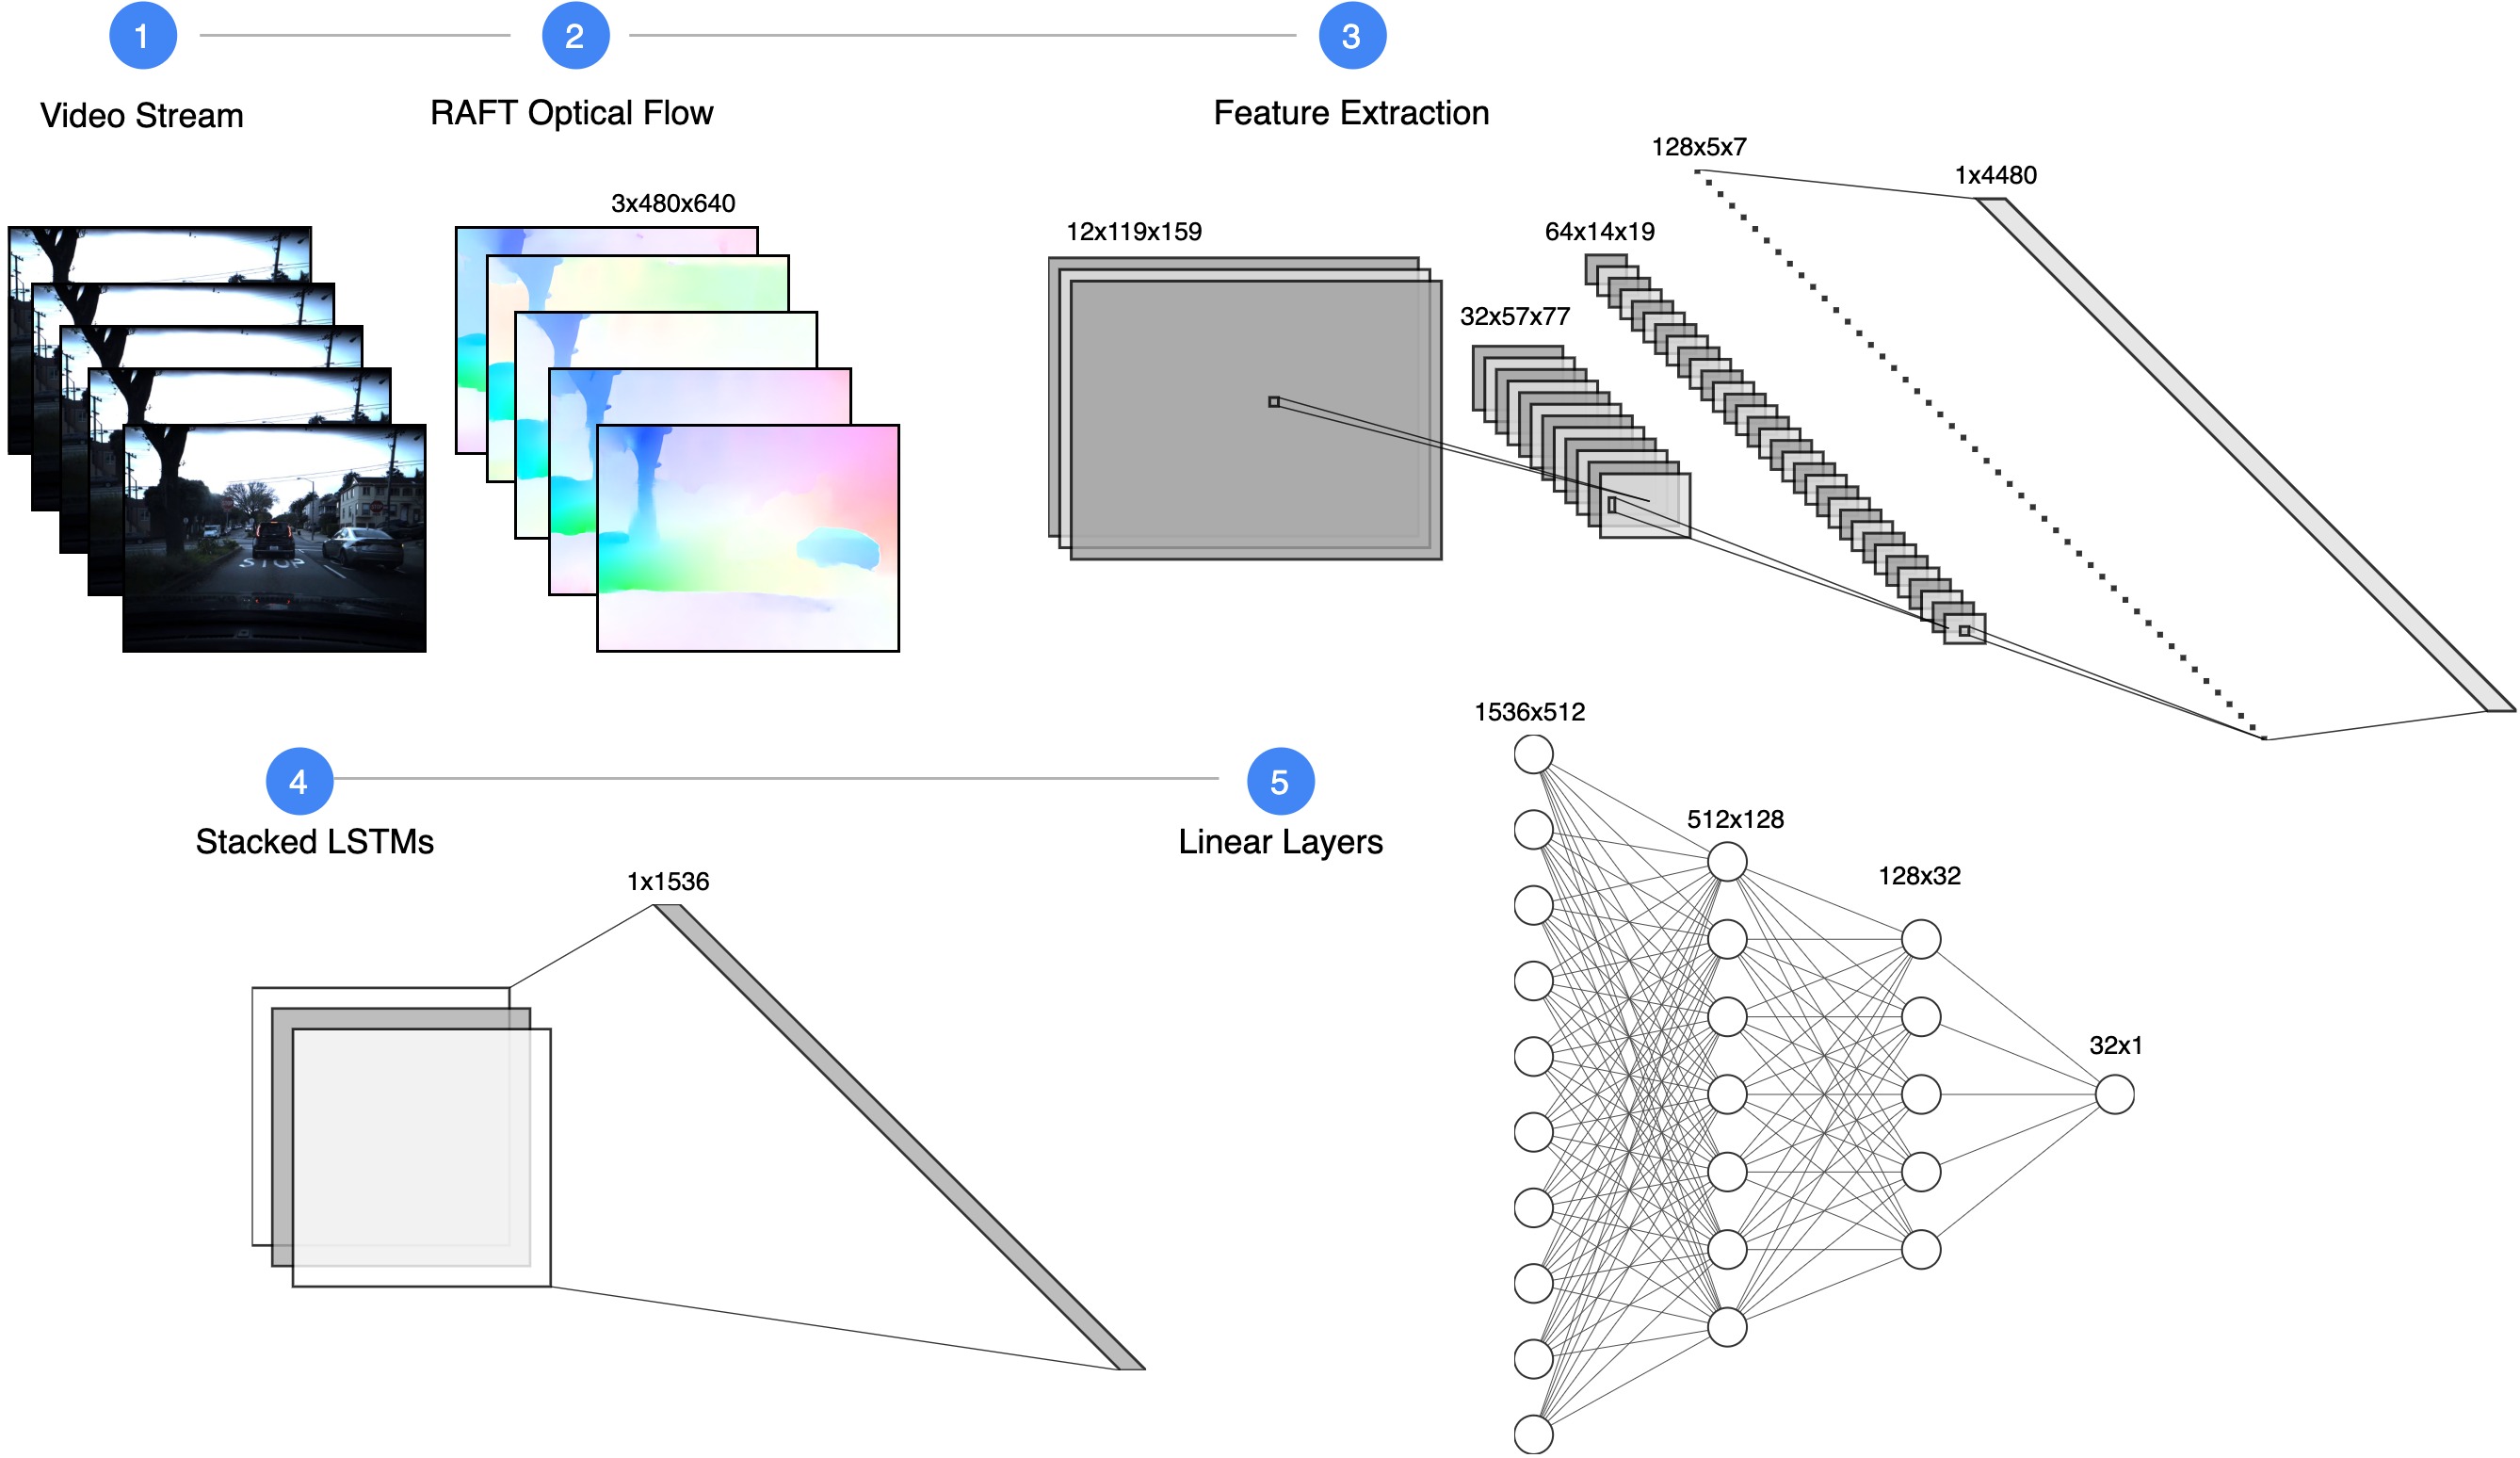 1
2
3
Video Stream
RAFT Optical Flow
Feature Extraction
3x480x640
12x119x159
32x57x77
64x14x19
128x5x7
1x4480
STOP
4
5
Stacked LSTMs
Linear Layers
1x1536
1536x512
512x128
128x32
32x1